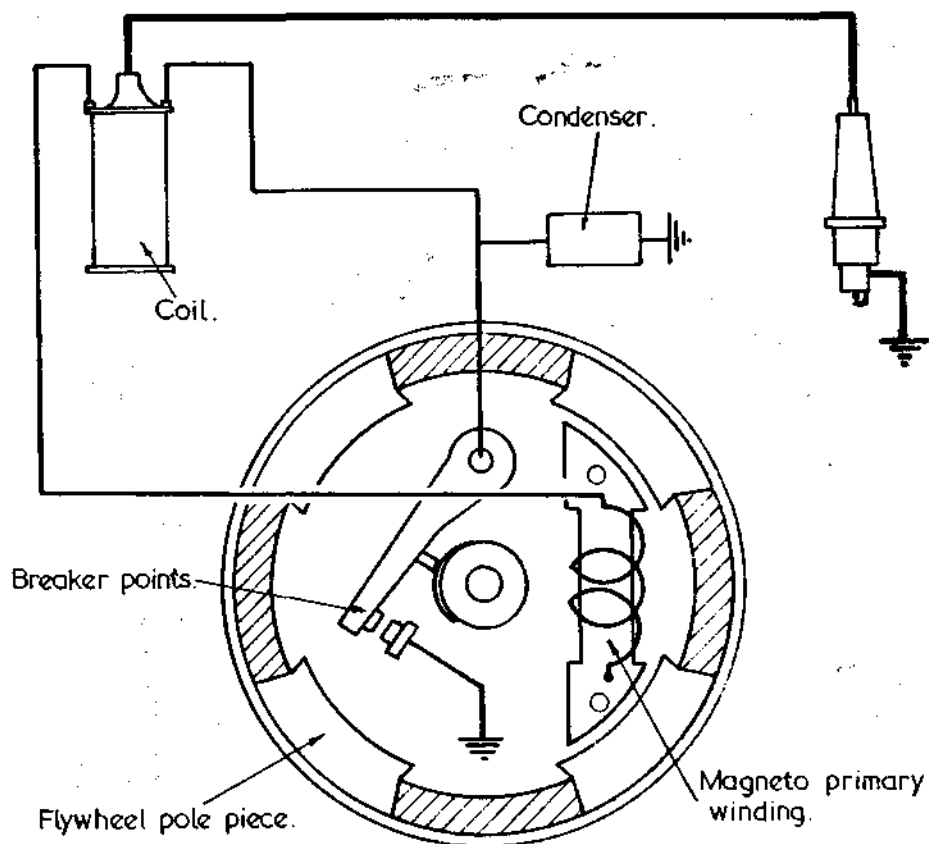 Condenser.
Coil.
Breaker points.
Flywheel pole piece.
Magneto primary
winding.